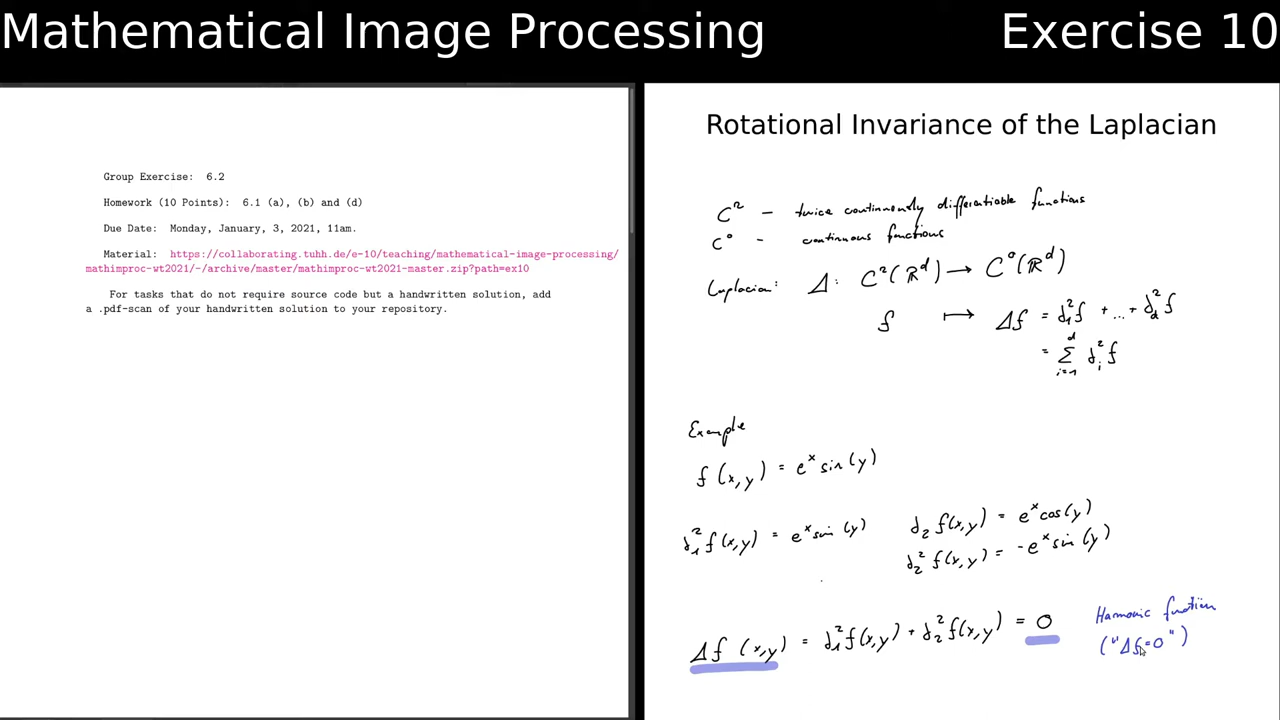 Mathematical Image Processing Exercise 10
Group Exercise: 6.2
Homework (10 Points): 6.1 (a), (b) and (d)
Due Date: Monday, January, 3, 2021, 11am.
Material: https://collaborating.tuhh.de/e-10/teaching/mathematical-image-processing/
mathimproc-wt2021/-/archive/master/mathimproc-wt2021-master.zip?path=ex10
For tasks that do not require source code but a handwritten solution, add
a .pdf-scan of your handwritten solution to your repository.
Rotational Invariance of the Laplacian
C² – twice continuously differentiable functions
C⁰ – continuous functions
Laplacian: Δ: C²(ℝᵈ) → C⁰(ℝᵈ)
f ↦ Δf = ∂₁²f + ... + ∂_d²f
= Σ_{i=1}^{d} ∂ᵢ²f
Example
f(x,y) = eˣ sin(y)
∂₁²f(x,y) = eˣ sin(y)
∂₂f(x,y) = eˣ cos(y)
∂₂²f(x,y) = -eˣ sin(y)
Δf(x,y) = ∂₁²f(x,y) + ∂₂²f(x,y) = 0
Harmonic function
("Δf=0")